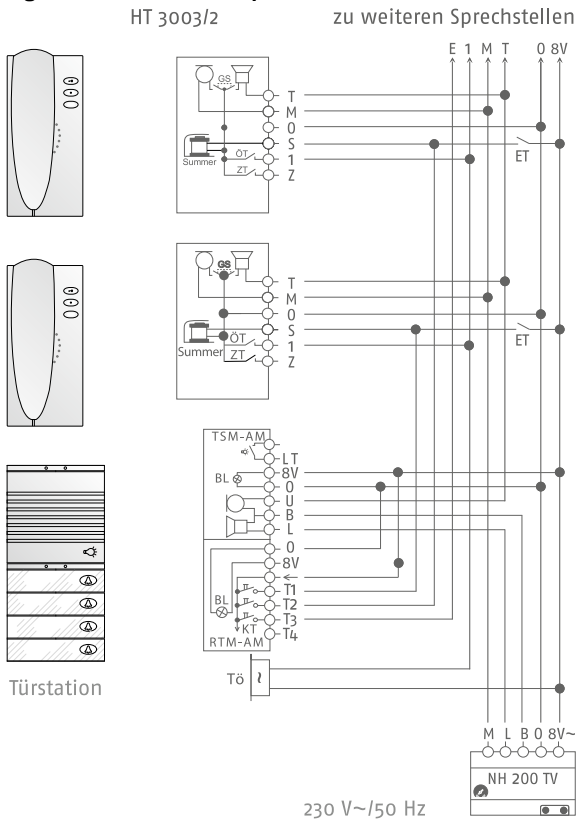 HT 3003/2 zu weiteren Sprechstellen
E 1 M T 0 8V
GS
T
M
0
S
ÖT 1
Summer
ZT Z
ET
GS
T
M
0
S
ÖT 1
Summer
ZT Z
ET
TSM-AM
LT
8V
BL 0
U
B
L
0
8V
←
T1
BL T2
T3
KT T4
RTM-AM
Tö ~
Türstation
M L B 0 8V~
NH 200 TV
230 V~/50 Hz